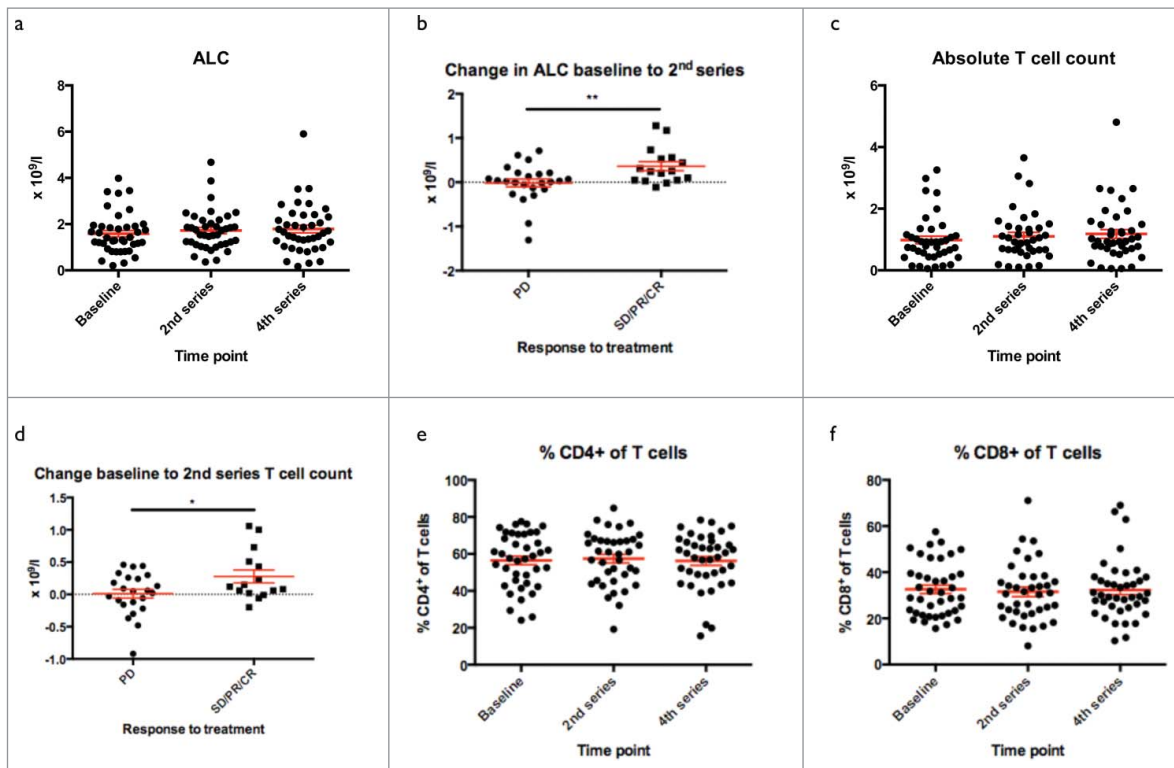 a
ALC
8
6
4
2
0
x 10⁹/l
Baseline
2nd series
4th series
Time point
b
Change in ALC baseline to 2ⁿᵈ series
**
2
1
0
-1
-2
x 10⁹/l
PD
SD/PR/CR
Response to treatment
c
Absolute T cell count
6
4
2
0
x 10⁹/l
Baseline
2nd series
4th series
Time point
d
Change baseline to 2nd series T cell count
*
1.5
1.0
0.5
0.0
-0.5
-1.0
x 10⁹/l
PD
SD/PR/CR
Response to treatment
e
% CD4+ of T cells
100
80
60
40
20
0
% CD4⁺ of T cells
Baseline
2nd series
4th series
Time point
f
% CD8+ of T cells
80
60
40
20
0
% CD8⁺ of T cells
Baseline
2nd series
4th series
Time point